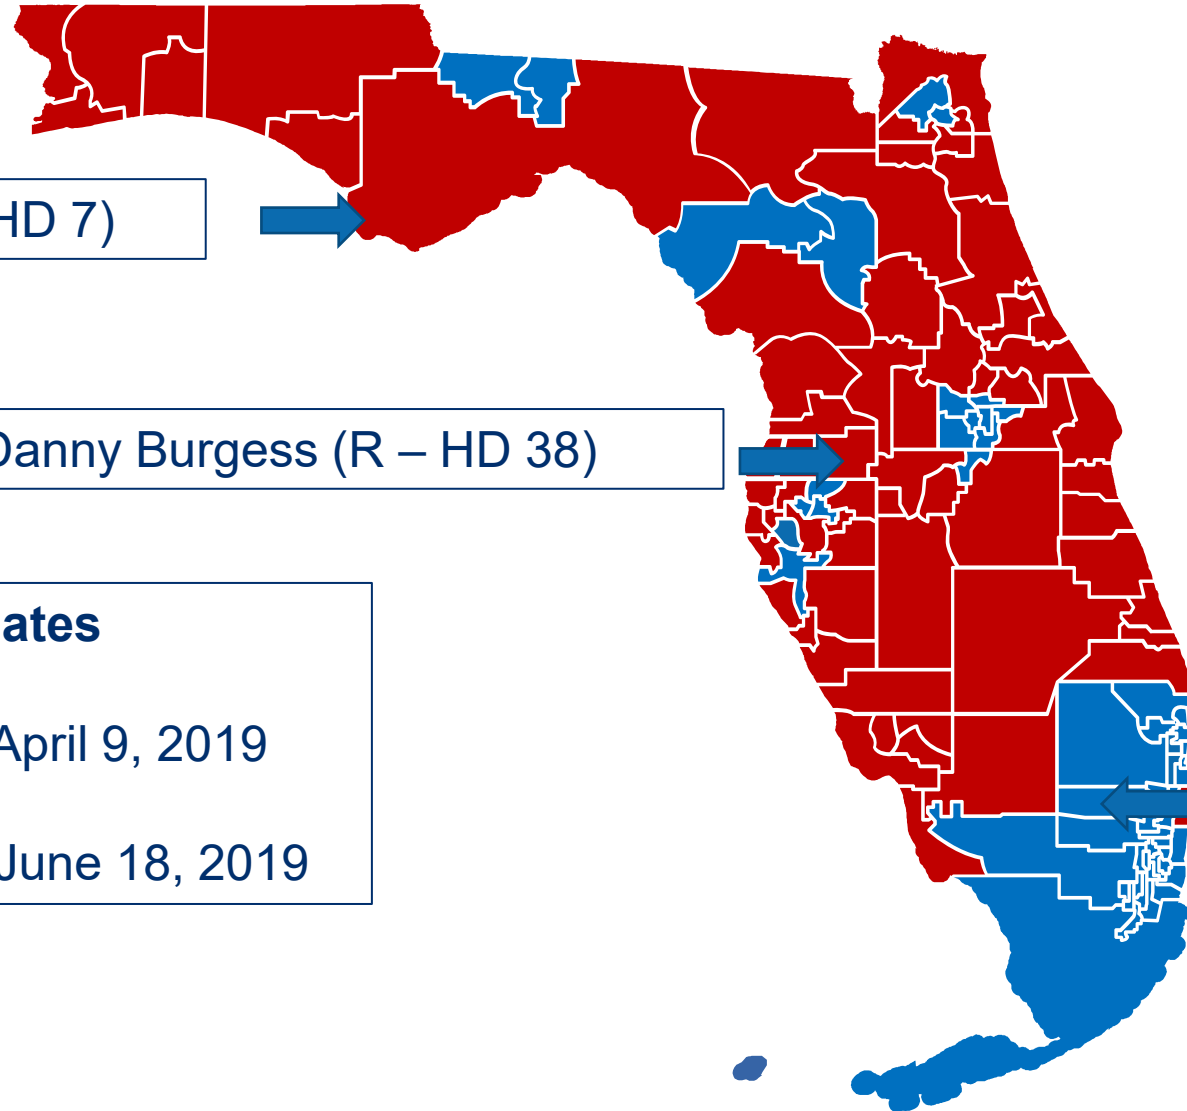 HD 7)
Danny Burgess (R – HD 38)
ates
April 9, 2019
June 18, 2019